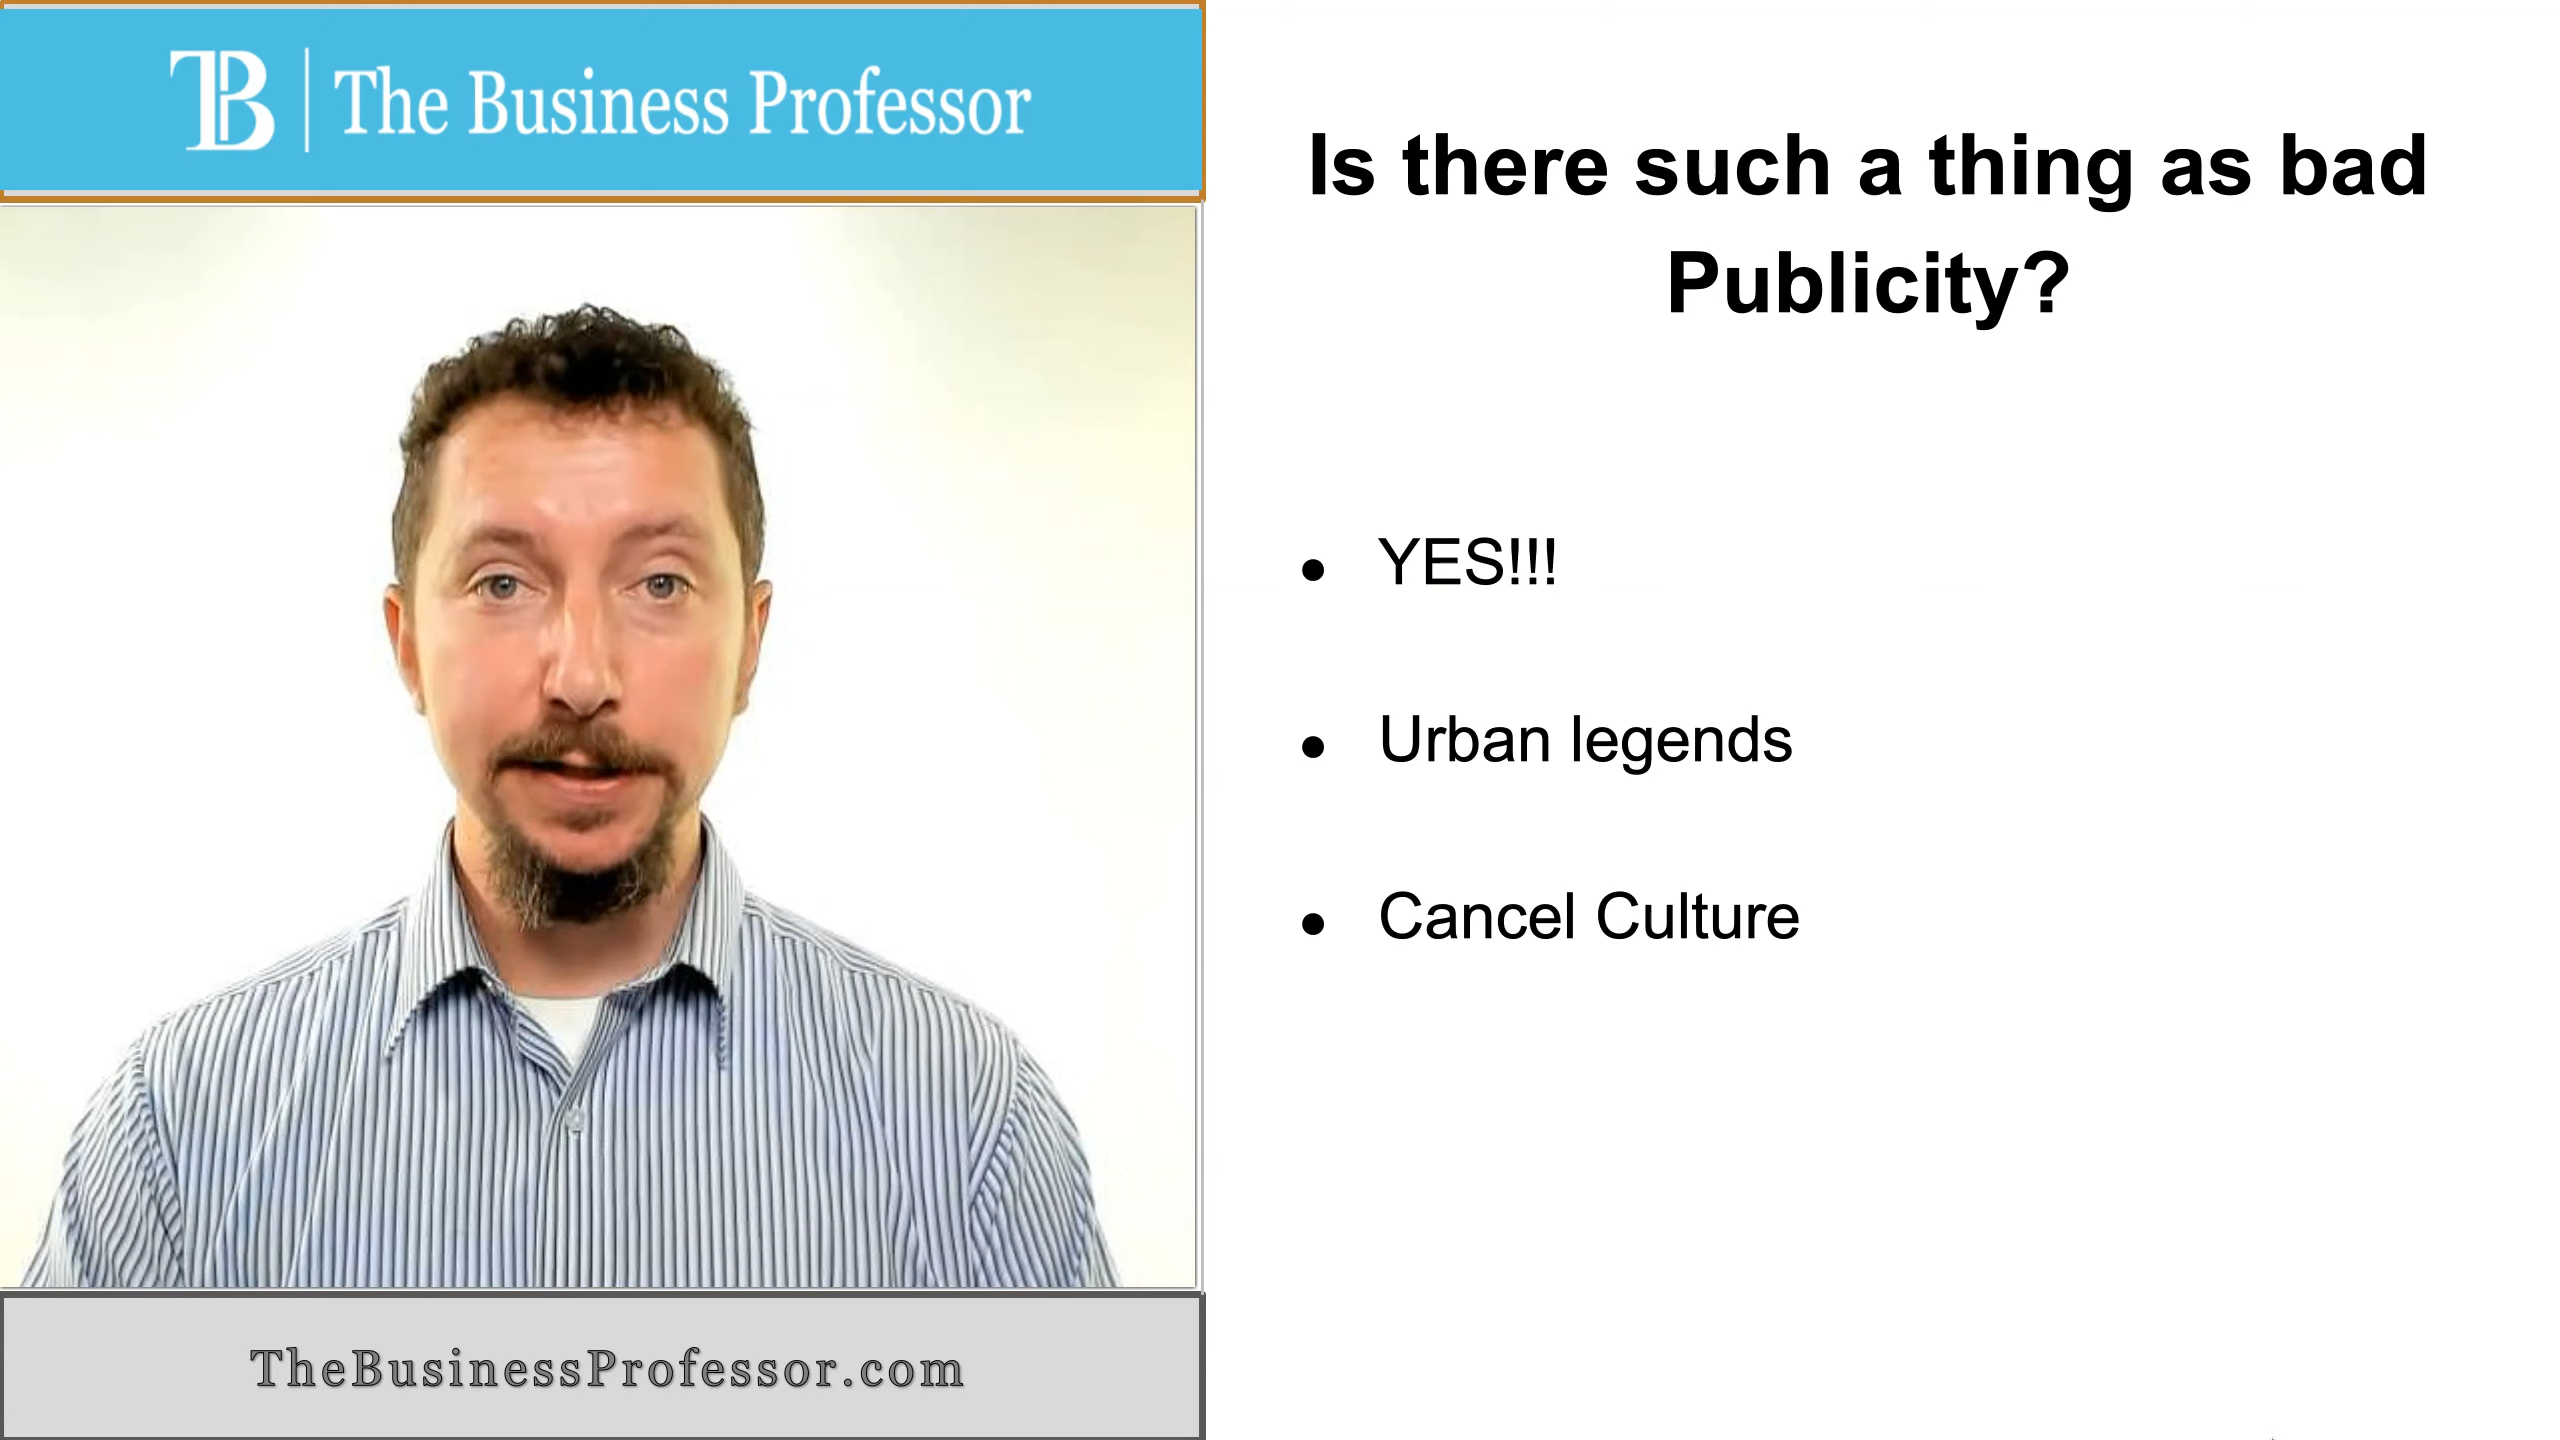 TB The Business Professor
Is there such a thing as bad
Publicity?
● YES!!!
● Urban legends
● Cancel Culture
TheBusinessProfessor.com